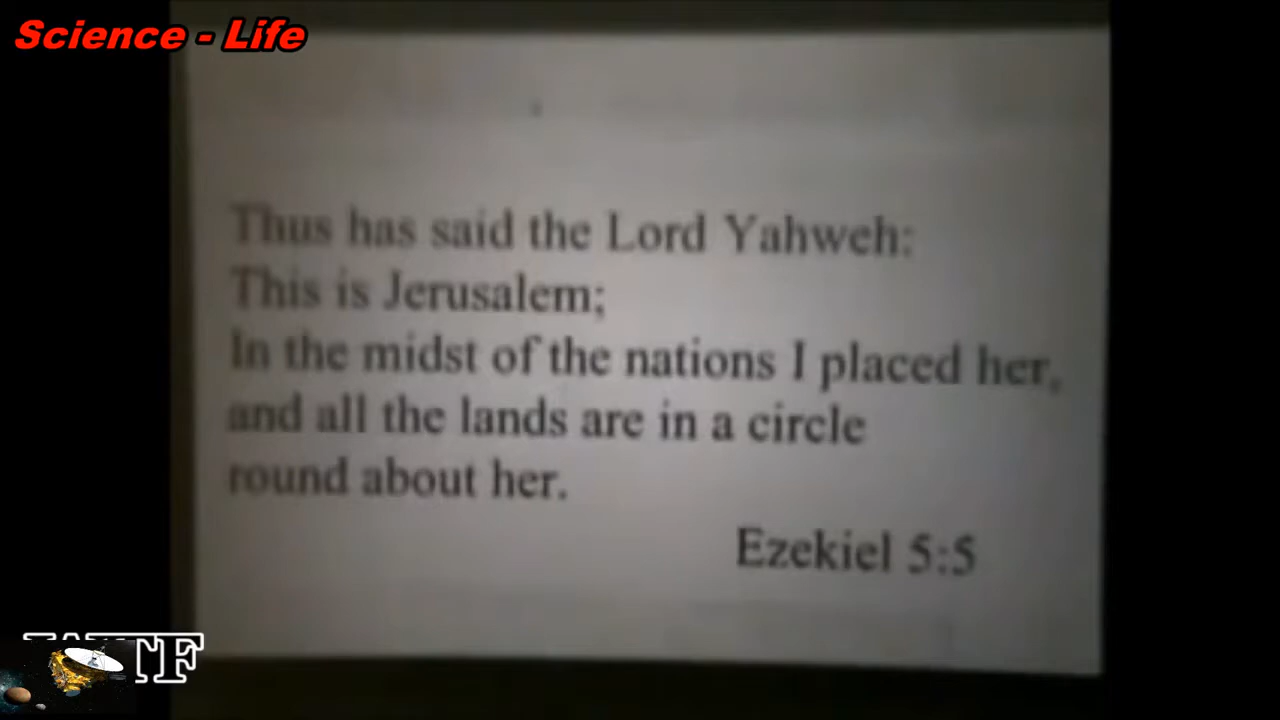 Science - Life
Thus has said the Lord Yahweh:
This is Jerusalem;
In the midst of the nations I placed her,
and all the lands are in a circle
round about her.
Ezekiel 5:5